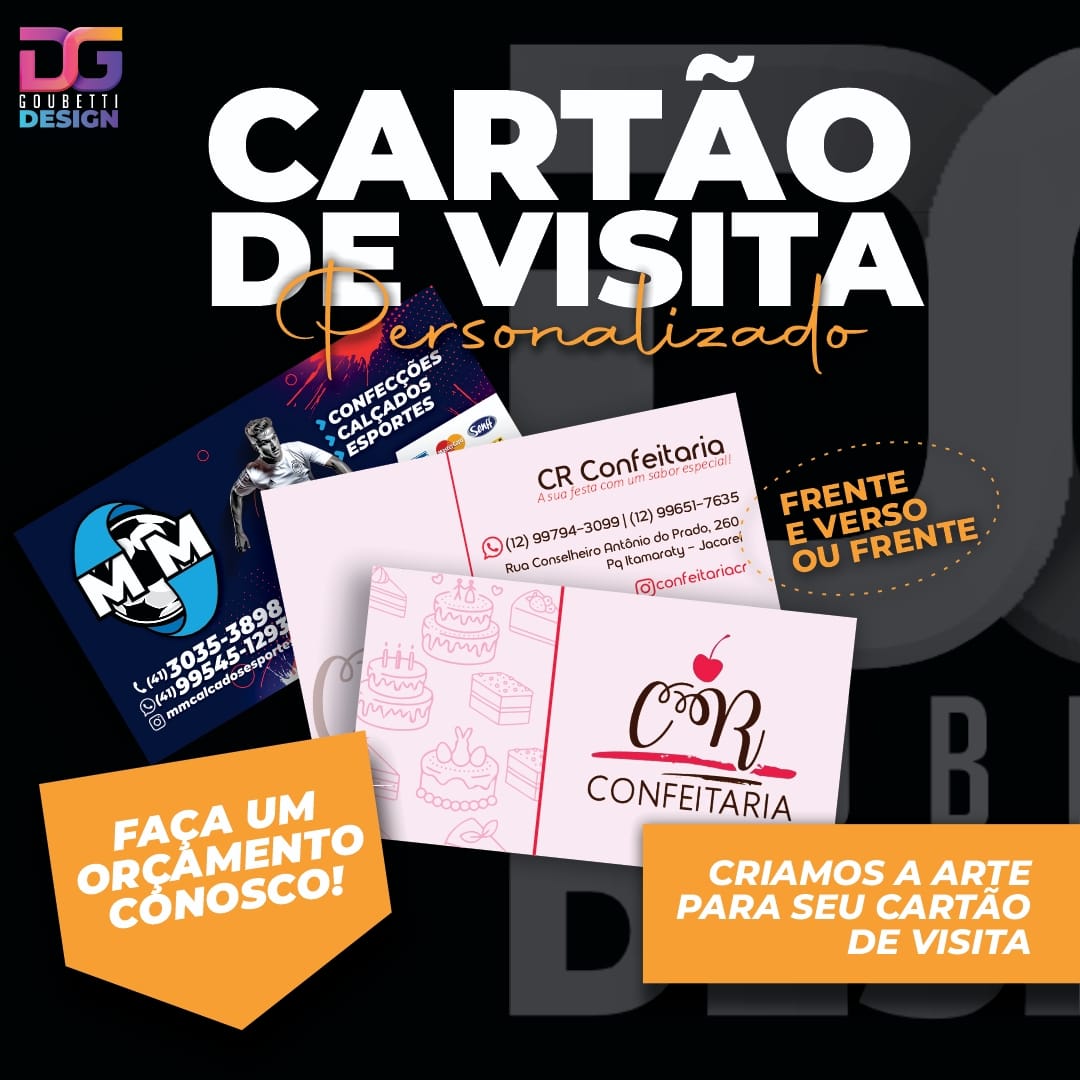 DG
GOUBETTI
DESIGN
CARTÃO
DE VISITA
Personalizado
CONFECÇÕES
CALÇADOS
ESPORTES
Senff
MM
(41) 3035-3898
(41) 99545-1293
mmcalcadosesporte
CR Confeitaria
A sua festa com um sabor especial!
(12) 99794-3099 | (12) 99651-7635
Rua Conselheiro Antônio do Prado, 260
Pq Itamaraty - Jacareí
confeitariacr
FRENTE
E VERSO
OU FRENTE
CR
CONFEITARIA
FAÇA UM
ORÇAMENTO
CONOSCO!
CRIAMOS A ARTE
PARA SEU CARTÃO
DE VISITA